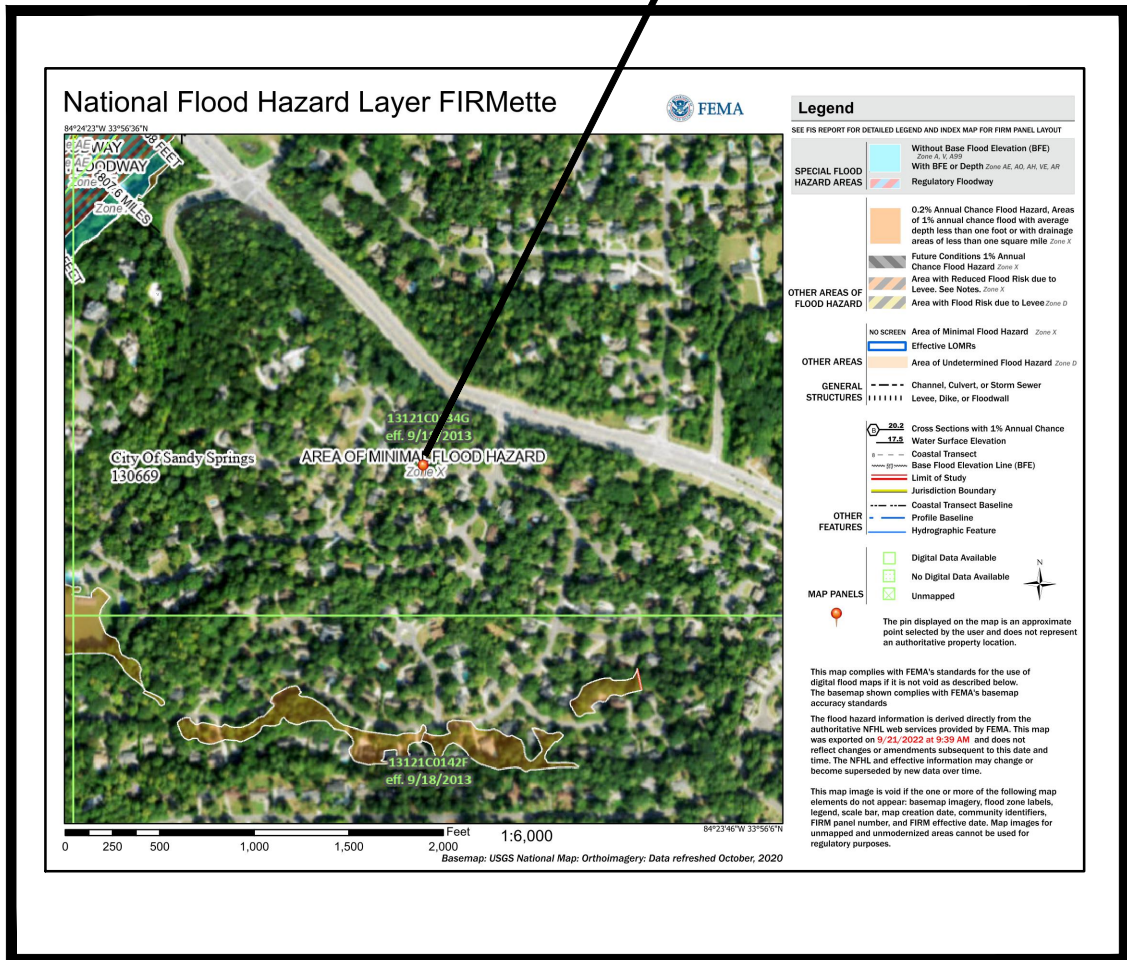 National Flood Hazard Layer FIRMette
FEMA
Legend
SEE FIS REPORT FOR DETAILED LEGEND AND INDEX MAP FOR FIRM PANEL LAYOUT
SPECIAL FLOOD
HAZARD AREAS
Without Base Flood Elevation (BFE)
Zone A, V, A99
With BFE or Depth Zone AE, AO, AH, VE, AR
Regulatory Floodway
OTHER AREAS OF
FLOOD HAZARD
0.2% Annual Chance Flood Hazard, Areas
of 1% annual chance flood with average
depth less than one foot or with drainage
areas of less than one square mile Zone X
Future Conditions 1% Annual
Chance Flood Hazard Zone X
Area with Reduced Flood Risk due to
Levee. See Notes. Zone X
Area with Flood Risk due to Levee Zone D
OTHER AREAS
NO SCREEN Area of Minimal Flood Hazard Zone X
Effective LOMRs
Area of Undetermined Flood Hazard Zone D
GENERAL
STRUCTURES
Channel, Culvert, or Storm Sewer
Levee, Dike, or Floodwall
OTHER
FEATURES
B 20.2 Cross Sections with 1% Annual Chance
17.5 Water Surface Elevation
8 Coastal Transect
Base Flood Elevation Line (BFE)
Limit of Study
Jurisdiction Boundary
Coastal Transect Baseline
Profile Baseline
Hydrographic Feature
MAP PANELS
Digital Data Available
No Digital Data Available
Unmapped
N
The pin displayed on the map is an approximate
point selected by the user and does not represent
an authoritative property location.
This map complies with FEMA's standards for the use of
digital flood maps if it is not void as described below.
The basemap shown complies with FEMA's basemap
accuracy standards
The flood hazard information is derived directly from the
authoritative NFHL web services provided by FEMA. This map
was exported on 9/21/2022 at 9:39 AM and does not
reflect changes or amendments subsequent to this date and
time. The NFHL and effective information may change or
become superseded by new data over time.
This map image is void if the one or more of the following map
elements do not appear: basemap imagery, flood zone labels,
legend, scale bar, map creation date, community identifiers,
FIRM panel number, and FIRM effective date. Map images for
unmapped and unmodernized areas cannot be used for
regulatory purposes.
84°24'23"W 33°56'36"N
FEET
WAY
AE
FLOODWAY
807.6 MILES
Zone
FEET
13121C0134G
eff. 9/18/2013
City Of Sandy Springs
130669
AREA OF MINIMAL FLOOD HAZARD
Zone X
13121C0142F
eff. 9/18/2013
84°23'46"W 33°56'6"N
0 250 500 1,000 1,500 2,000
Feet
1:6,000
Basemap: USGS National Map: Orthoimagery: Data refreshed October, 2020